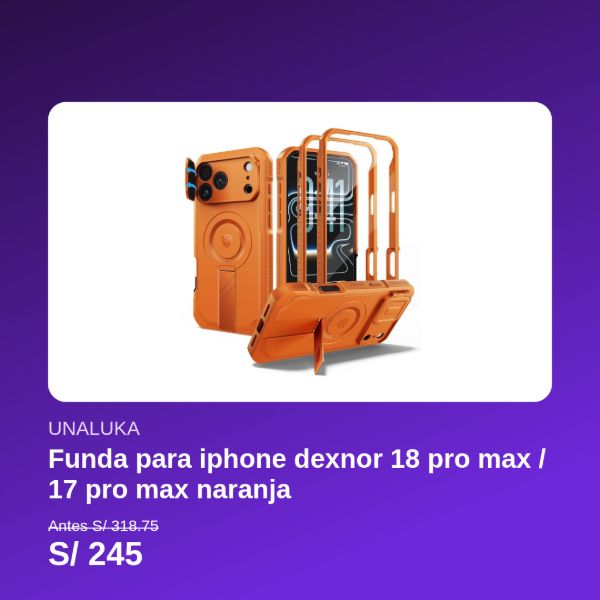 UNALUKA
Funda para iphone dexnor 18 pro max /
17 pro max naranja
Antes S/ 318.75
S/ 245